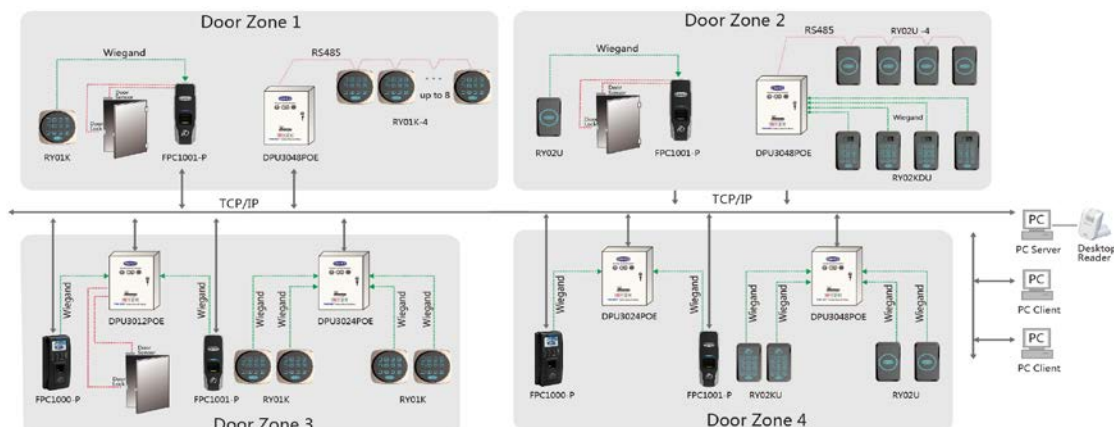 Door Zone 1
Wiegand
RS485
Door
Sensor
Door
Lock
up to 8
RY01K
FPC1001-P
DPU3048POE
RY01K-4
Door Zone 2
Wiegand
RS485
RY02U -4
Door
Sensor
Door
Lock
Wiegand
RY02U
FPC1001-P
DPU3048POE
RY02KDU
TCP/IP
TCP/IP
PC
PC Server
Desktop
Reader
PC
PC Client
PC
PC Client
Wiegand
DPU3012POE
Wiegand
Wiegand
Wiegand
DPU3024POE
Wiegand
Wiegand
Door
Sensor
Door
Lock
FPC1000-P
FPC1001-P
RY01K
RY01K
Door Zone 3
Wiegand
DPU3024POE
Wiegand
Wiegand
Wiegand
DPU3048POE
Wiegand
Wiegand
FPC1000-P
FPC1001-P
RY02KU
RY02U
Door Zone 4